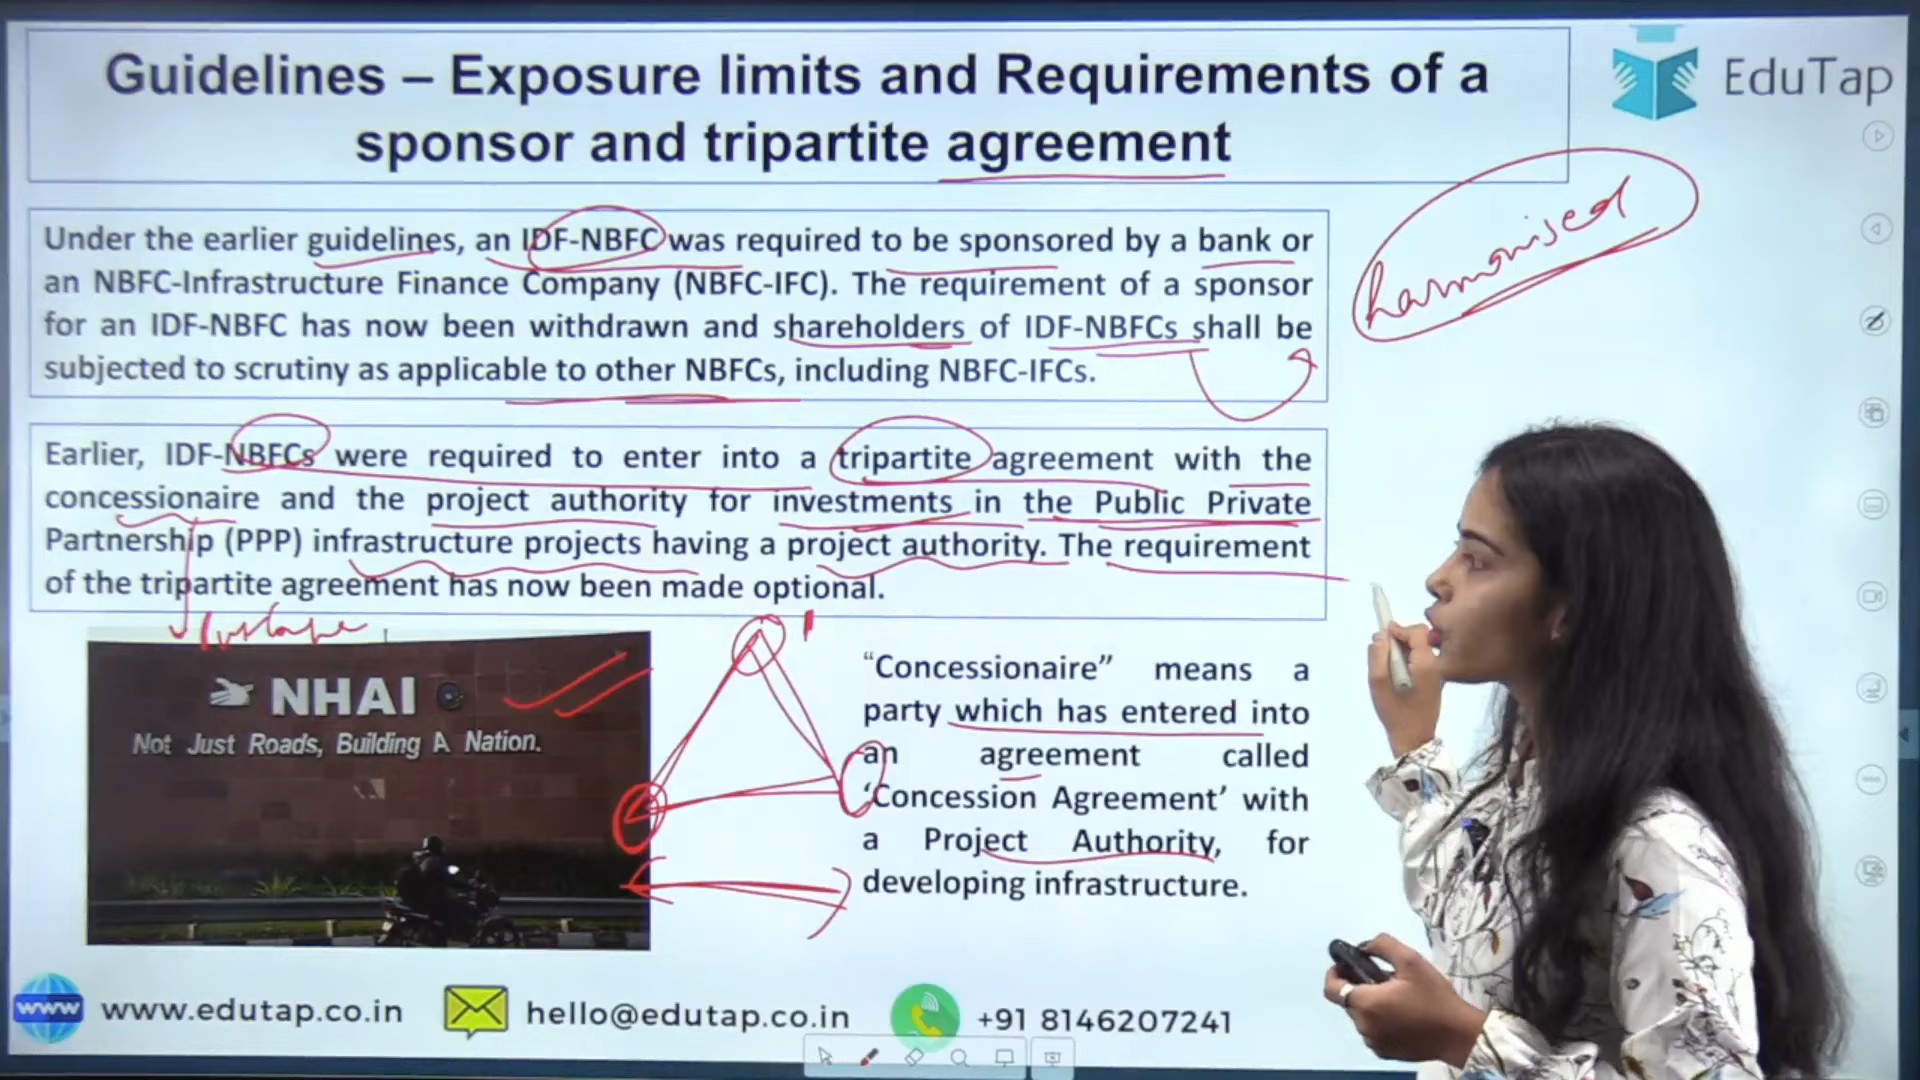 Guidelines – Exposure limits and Requirements of a
sponsor and tripartite agreement
EduTap
harmonised
Under the earlier guidelines, an IDF-NBFC was required to be sponsored by a bank or
an NBFC-Infrastructure Finance Company (NBFC-IFC). The requirement of a sponsor
for an IDF-NBFC has now been withdrawn and shareholders of IDF-NBFCs shall be
subjected to scrutiny as applicable to other NBFCs, including NBFC-IFCs.
Earlier, IDF-NBFCs were required to enter into a tripartite agreement with the
concessionaire and the project authority for investments in the Public Private
Partnership (PPP) infrastructure projects having a project authority. The requirement
of the tripartite agreement has now been made optional.
NHAI
Not Just Roads, Building A Nation.
“Concessionaire” means a
party which has entered into
an agreement called
‘Concession Agreement’ with
a Project Authority, for
developing infrastructure.
www
www.edutap.co.in
hello@edutap.co.in
+91 8146207241